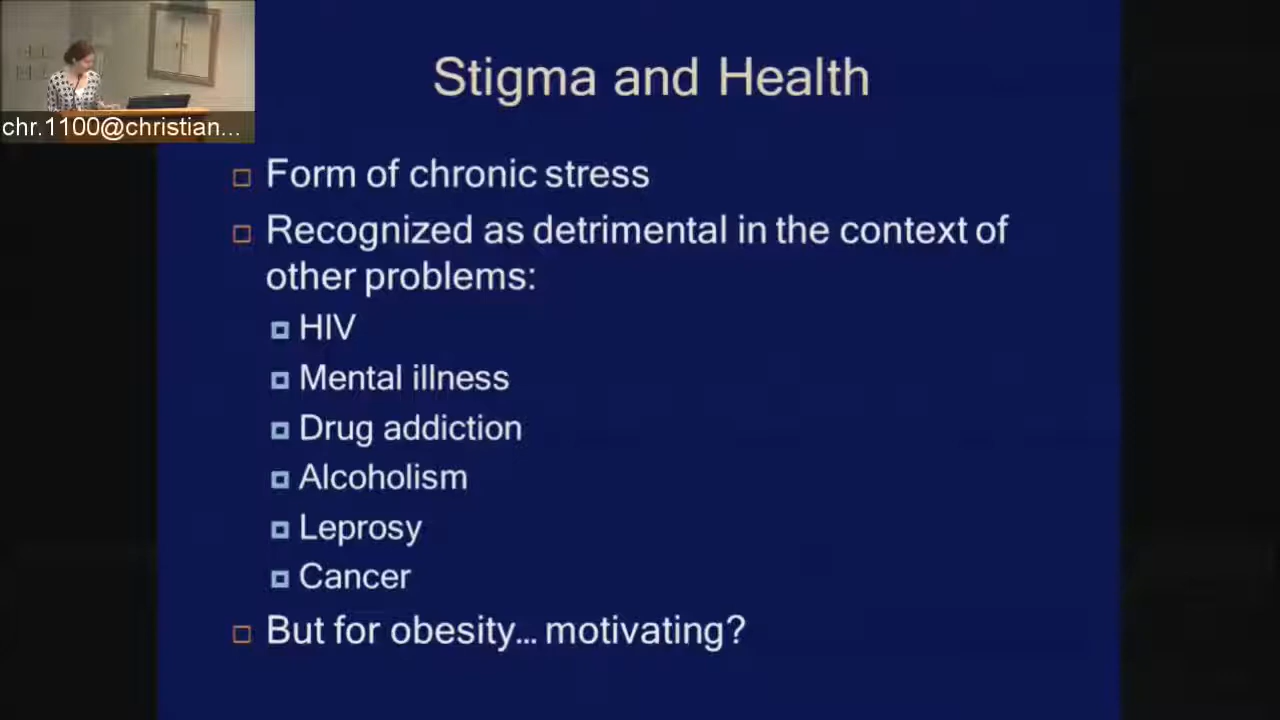 Stigma and Health
chr.1100@christian...
Form of chronic stress
Recognized as detrimental in the context of
other problems:
HIV
Mental illness
Drug addiction
Alcoholism
Leprosy
Cancer
But for obesity... motivating?